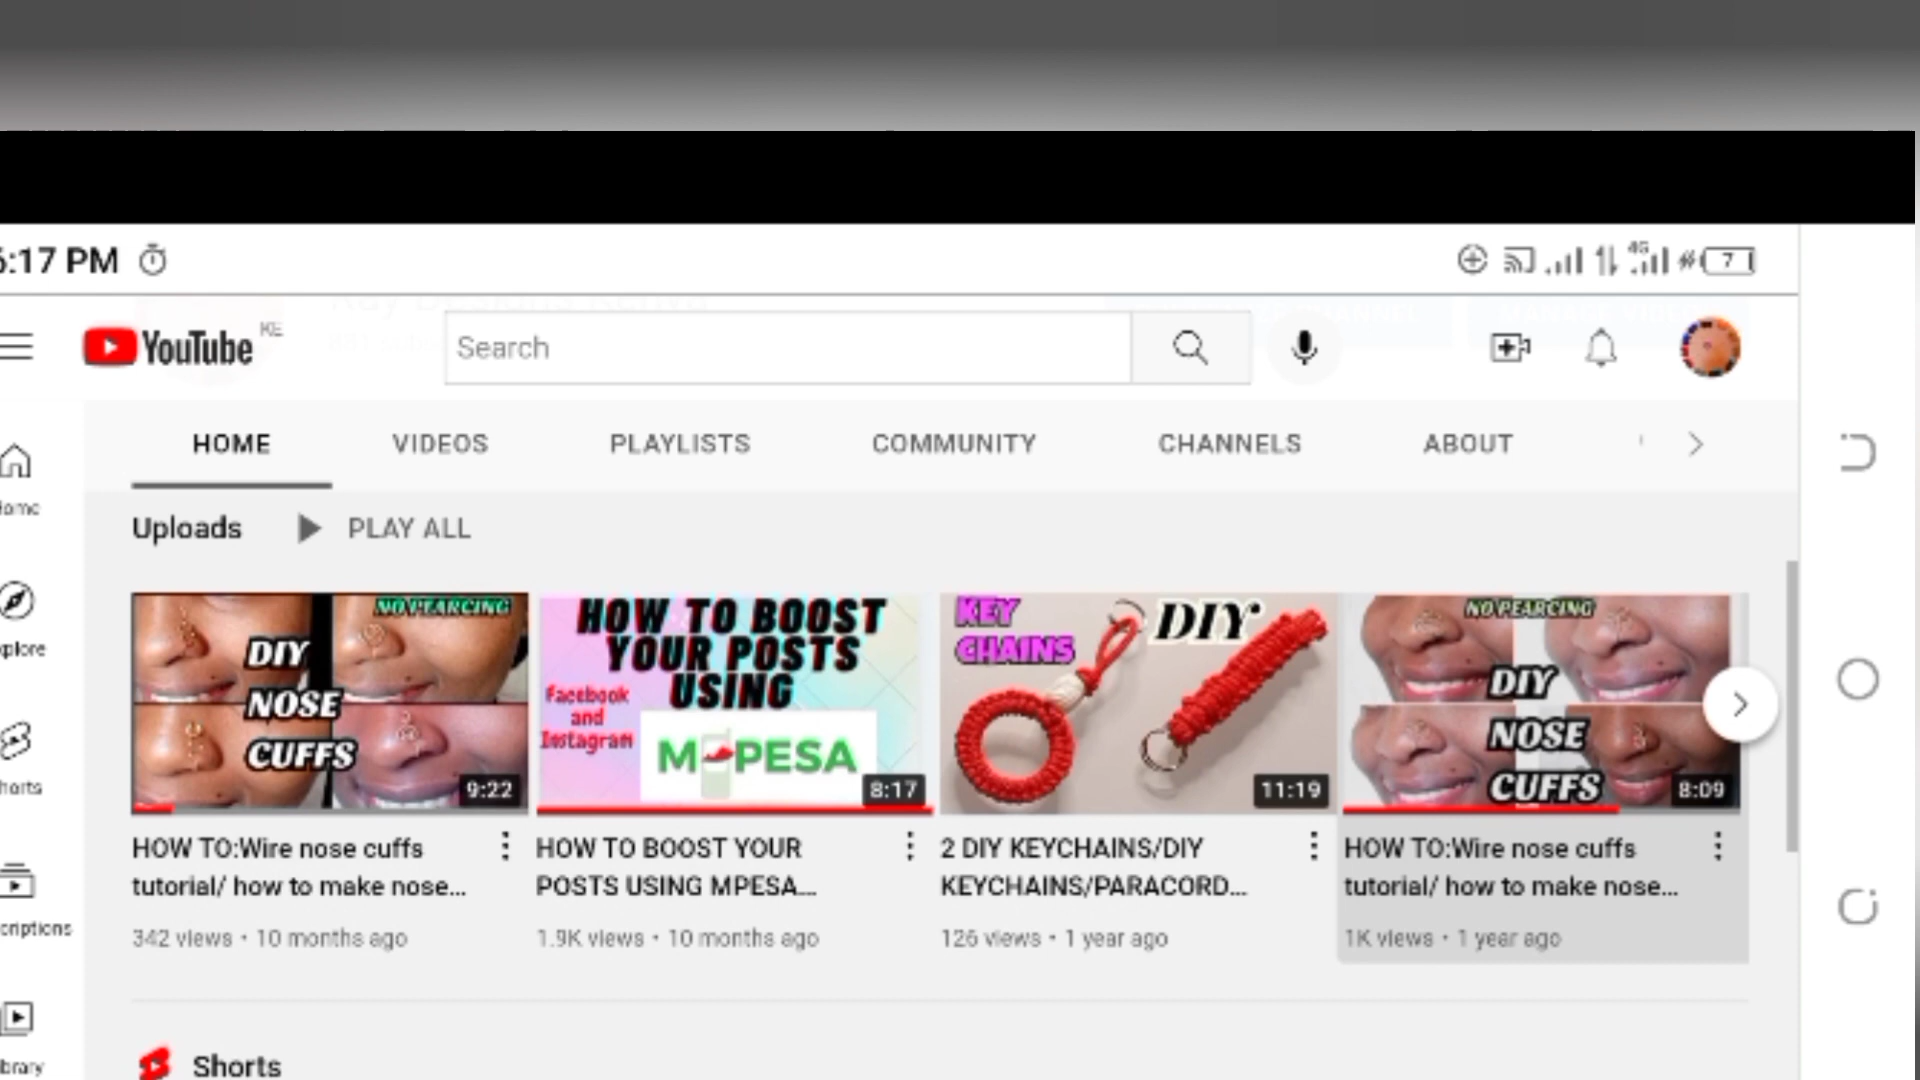 :17 PM
4G
7
YouTube KE
Search
HOME VIDEOS PLAYLISTS COMMUNITY CHANNELS ABOUT
ome
Uploads PLAY ALL
plore
horts
criptions
brary
NO PEARCING
DIY
NOSE
CUFFS
9:22
HOW TO BOOST
YOUR POSTS
USING
Facebook
and
Instagram
M-PESA
8:17
KEY
CHAINS
DIY
11:19
NO PEARCING
DIY
NOSE
CUFFS
8:09
HOW TO:Wire nose cuffs
tutorial/ how to make nose...
342 views • 10 months ago
HOW TO BOOST YOUR
POSTS USING MPESA...
1.9K views • 10 months ago
2 DIY KEYCHAINS/DIY
KEYCHAINS/PARACORD...
126 views • 1 year ago
HOW TO:Wire nose cuffs
tutorial/ how to make nose...
1K views • 1 year ago
Shorts